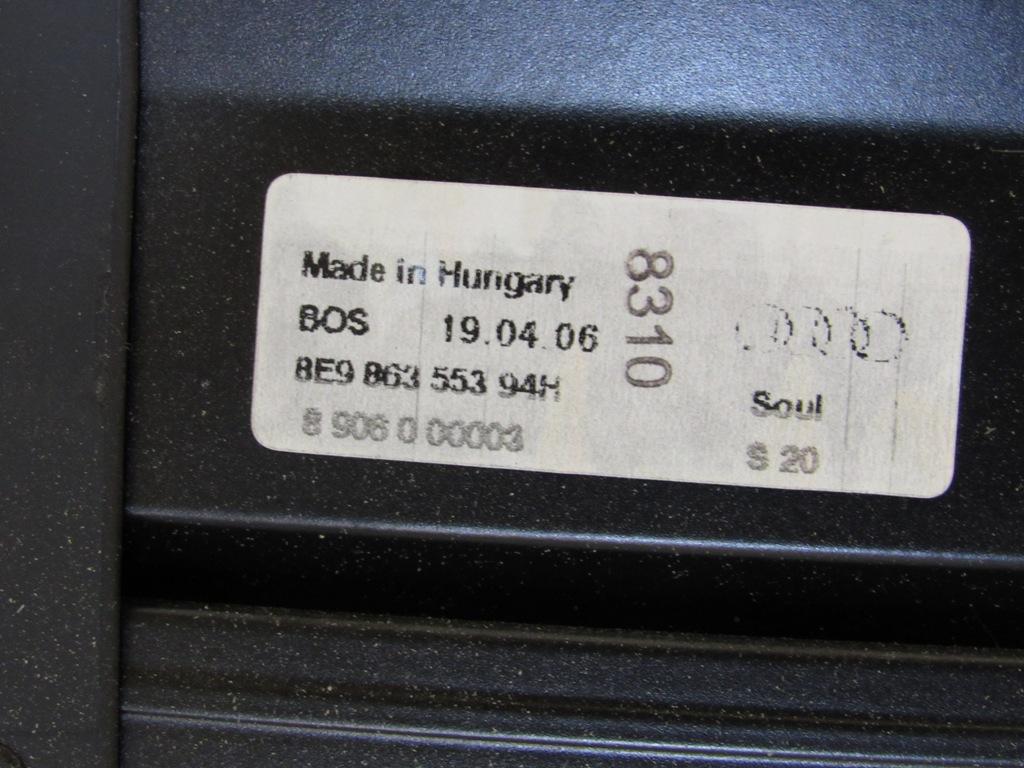 Made in Hungary
BOS 19.04.06
8E9 863 553 94H
8 906 0 00003
8310
Soul
S 20